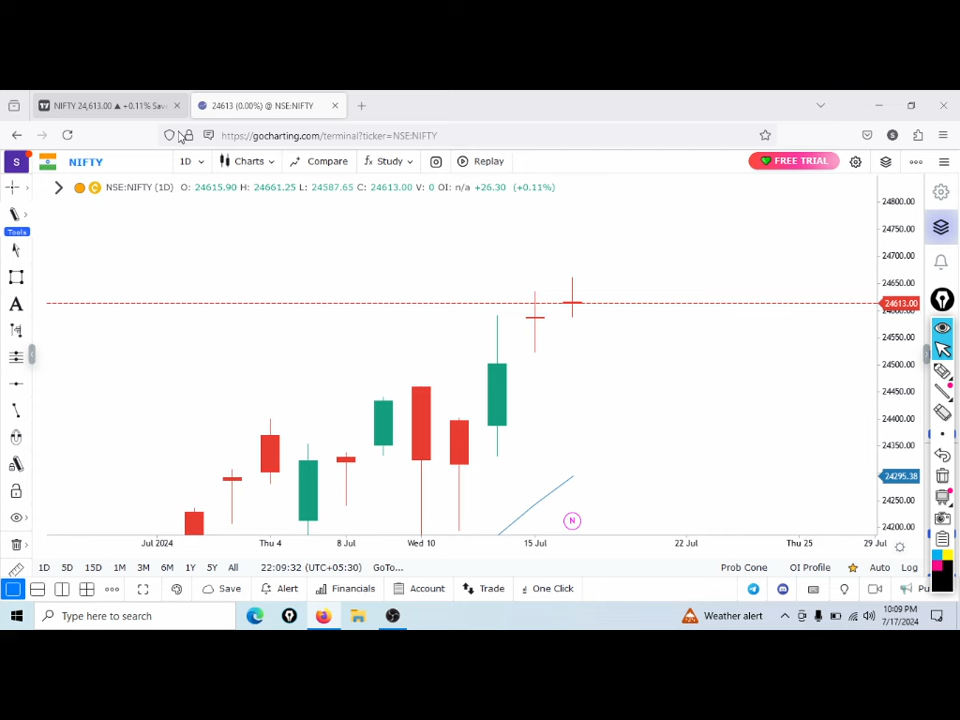 NIFTY 24,613.00 ▲ +0.11% Sav
24613 (0.00%) @ NSE:NIFTY
https://gocharting.com/terminal?ticker=NSE:NIFTY
S
NIFTY
1D
Charts
Compare
Study
Replay
FREE TRIAL
NSE:NIFTY (1D) O: 24615.90 H: 24661.25 L: 24587.65 C: 24613.00 V: 0 OI: n/a +26.30 (+0.11%)
Tools
24800.00
24750.00
24700.00
24650.00
24613.00
24550.00
24500.00
24450.00
24400.00
24350.00
24295.38
24250.00
24200.00
N
Jul 2024 Thu 4 8 Jul Wed 10 15 Jul 22 Jul Thu 25 29 Jul
1D 5D 15D 1M 3M 6M 1Y 5Y All 22:09:32 (UTC+05:30) GoTo... Prob Cone OI Profile Auto Log
Save Alert Financials Account Trade One Click
Type here to search
Weather alert
10:09 PM
7/17/2024